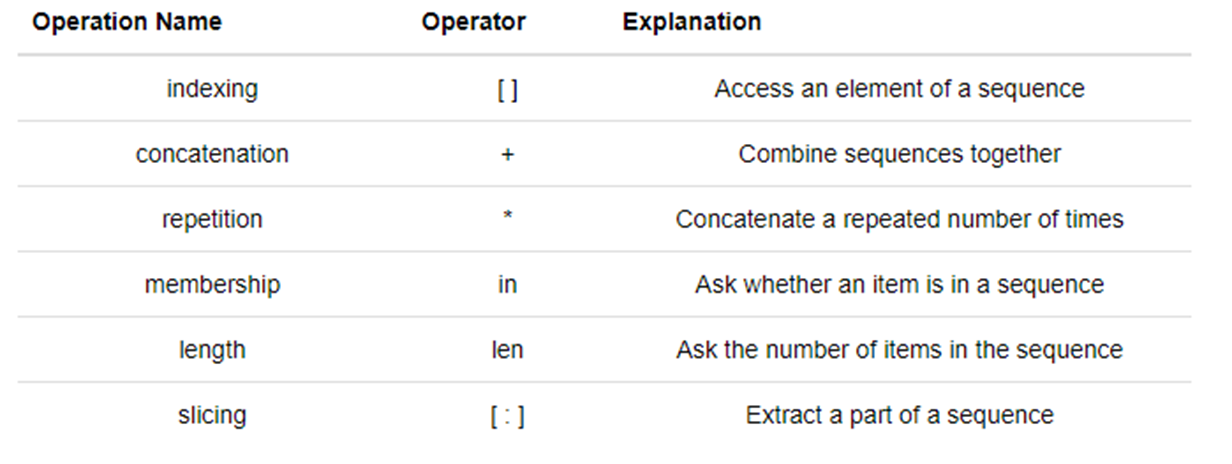 Operation Name Operator Explanation
indexing [ ] Access an element of a sequence
concatenation + Combine sequences together
repetition * Concatenate a repeated number of times
membership in Ask whether an item is in a sequence
length len Ask the number of items in the sequence
slicing [ : ] Extract a part of a sequence